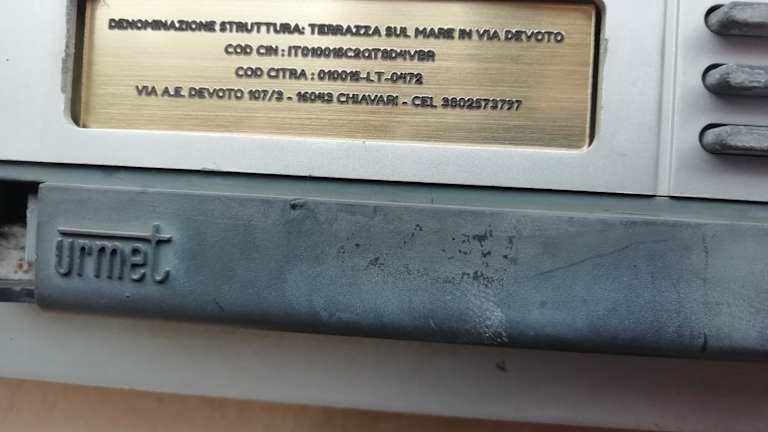 DENOMINAZIONE STRUTTURA: TERRAZZA SUL MARE IN VIA DEVOTO
COD CIN : IT010015C2QT8D4VBR
COD CITRA : 010015-LT-0472
VIA A.E. DEVOTO 107/3 - 16043 CHIAVARI - CEL 3802573797
urmet